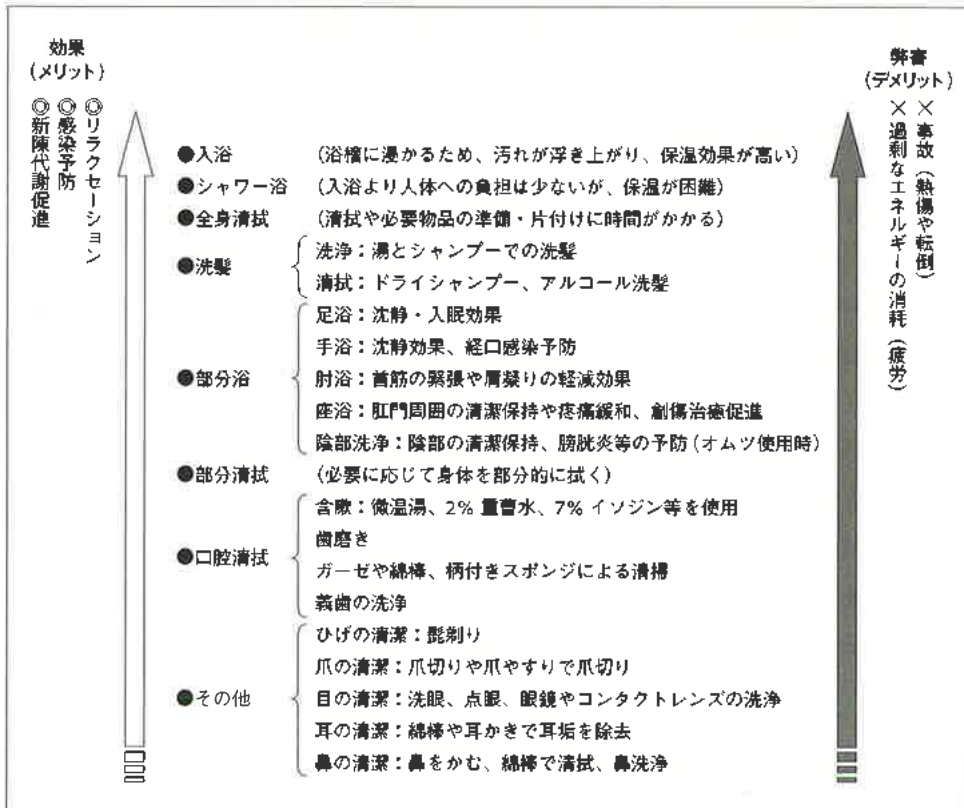 効果
(メリット)
◎リラクセーション
◎感染予防
◎新陳代謝促進
●入浴 (浴槽に浸かるため、汚れが浮き上がり、保温効果が高い)
●シャワー浴 (入浴より人体への負担は少ないが、保温が困難)
●全身清拭 (清拭や必要物品の準備・片付けに時間がかかる)
●洗髪
洗浄：湯とシャンプーでの洗髪
清拭：ドライシャンプー、アルコール洗髪
●部分浴
足浴：沈静・入眠効果
手浴：沈静効果、経口感染予防
肘浴：首筋の緊張や肩凝りの軽減効果
座浴：肛門周囲の清潔保持や疼痛緩和、創傷治癒促進
陰部洗浄：陰部の清潔保持、膀胱炎等の予防(オムツ使用時)
●部分清拭 (必要に応じて身体を部分的に拭く)
●口腔清拭
含嗽：微温湯、2% 重曹水、7% イソジン等を使用
歯磨き
ガーゼや綿棒、柄付きスポンジによる清掃
義歯の洗浄
●その他
ひげの清潔：髭剃り
爪の清潔：爪切りや爪やすりで爪切り
目の清潔：洗眼、点眼、眼鏡やコンタクトレンズの洗浄
耳の清潔：綿棒や耳かきで耳垢を除去
鼻の清潔：鼻をかむ、綿棒で清拭、鼻洗浄
弊害
(デメリット)
×事故(熱傷や転倒)
×過剰なエネルギーの消耗(疲労)